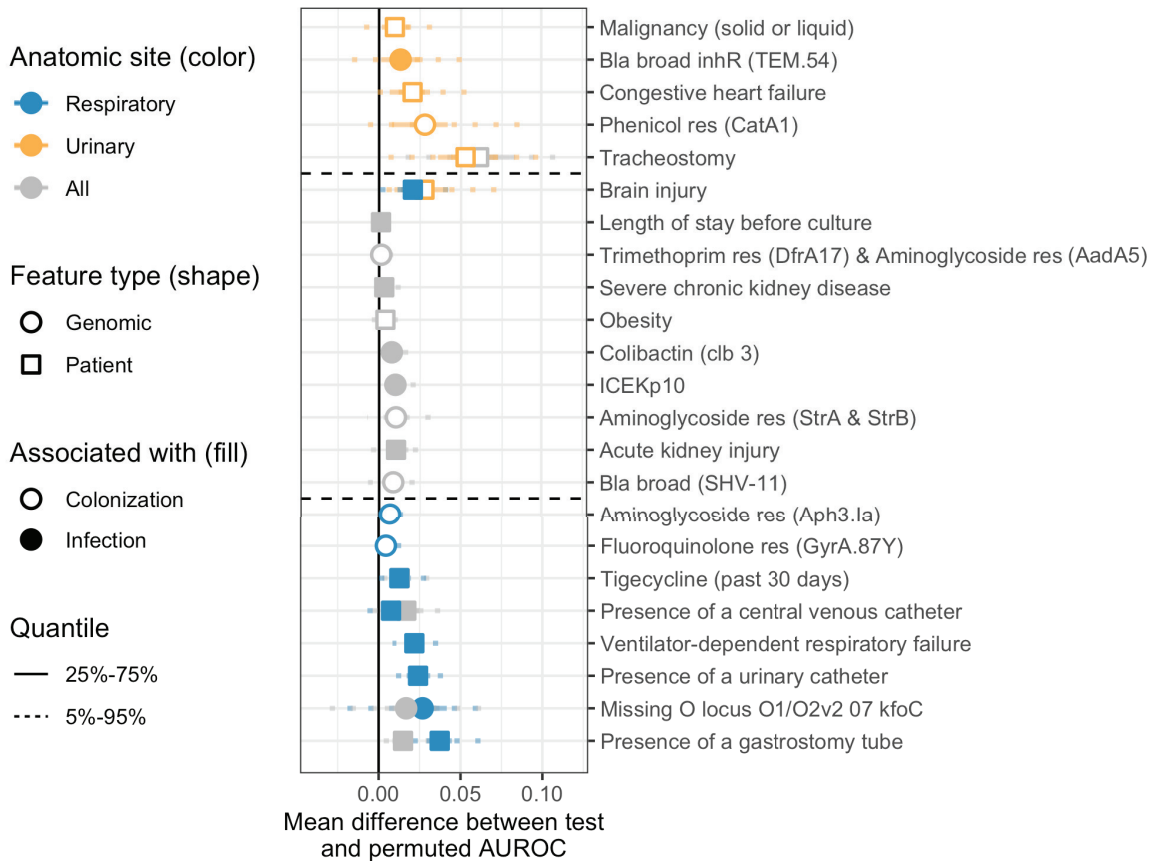 Anatomic site (color)
Respiratory
Urinary
All
Feature type (shape)
Genomic
Patient
Associated with (fill)
Colonization
Infection
Quantile
25%-75%
5%-95%
Malignancy (solid or liquid)
Bla broad inhR (TEM.54)
Congestive heart failure
Phenicol res (CatA1)
Tracheostomy
Brain injury
Length of stay before culture
Trimethoprim res (DfrA17) & Aminoglycoside res (AadA5)
Severe chronic kidney disease
Obesity
Colibactin (clb 3)
ICEKp10
Aminoglycoside res (StrA & StrB)
Acute kidney injury
Bla broad (SHV-11)
Aminoglycoside res (Aph3.Ia)
Fluoroquinolone res (GyrA.87Y)
Tigecycline (past 30 days)
Presence of a central venous catheter
Ventilator-dependent respiratory failure
Presence of a urinary catheter
Missing O locus O1/O2v2 07 kfoC
Presence of a gastrostomy tube
0.00 0.05 0.10
Mean difference between test
and permuted AUROC